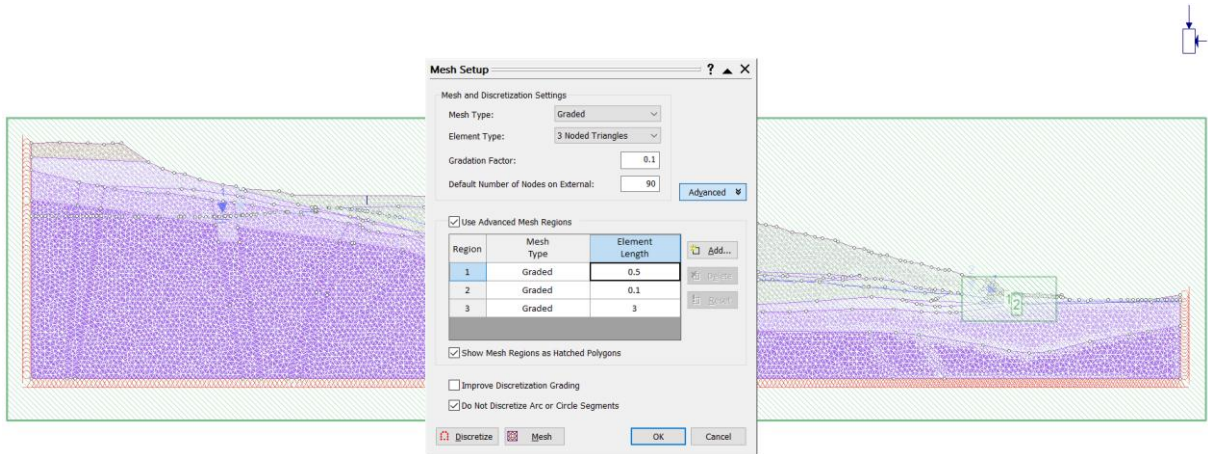 Mesh Setup ? X
Mesh and Discretization Settings
Mesh Type: Graded
Element Type: 3 Noded Triangles
Gradation Factor: 0.1
Default Number of Nodes on External: 90
Advanced
Use Advanced Mesh Regions
Region Mesh Type Element Length
1 Graded 0.5
2 Graded 0.1
3 Graded 3
Add...
Delete
Reset
Show Mesh Regions as Hatched Polygons
Improve Discretization Grading
Do Not Discretize Arc or Circle Segments
Discretize Mesh OK Cancel
1
2